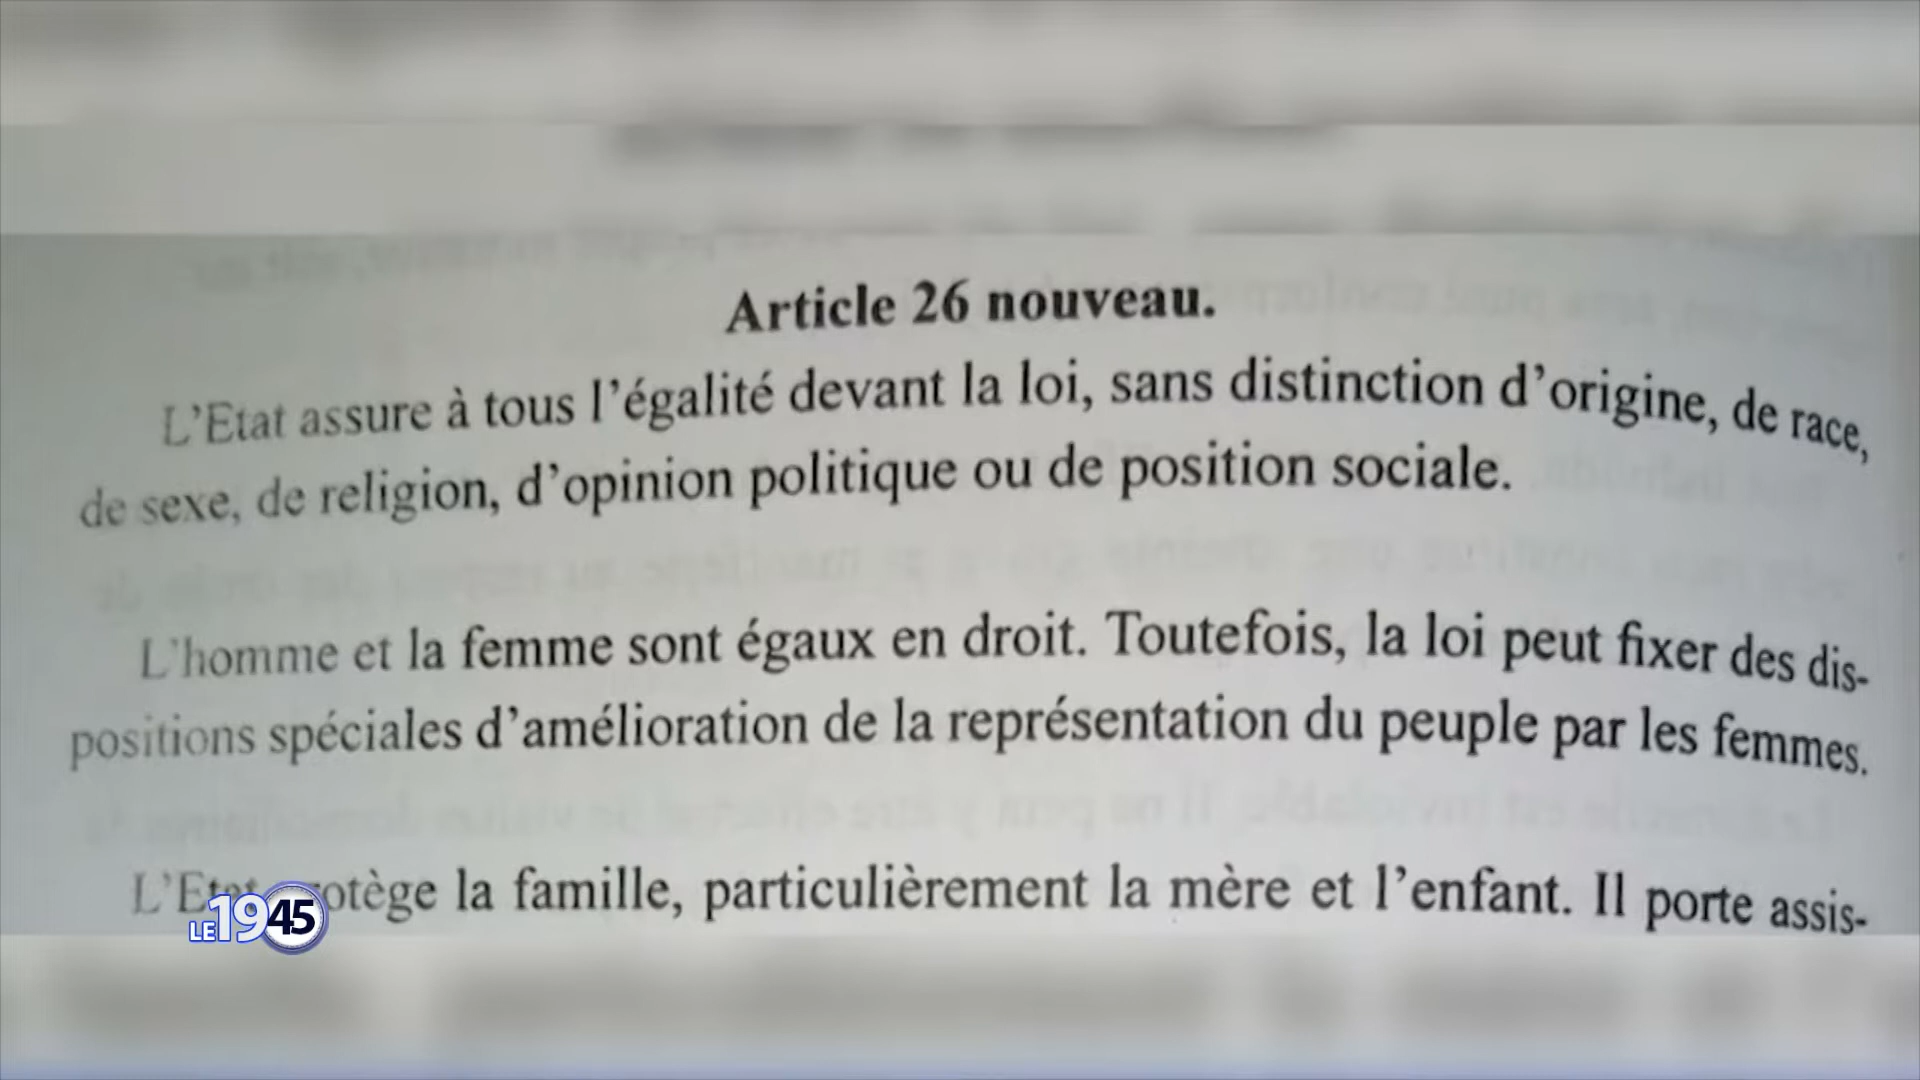 Article 26 nouveau.
L'Etat assure à tous l'égalité devant la loi, sans distinction d'origine, de race,
de sexe, de religion, d'opinion politique ou de position sociale.
L'homme et la femme sont égaux en droit. Toutefois, la loi peut fixer des dis-
positions spéciales d'amélioration de la représentation du peuple par les femmes.
L'Etat protège la famille, particulièrement la mère et l'enfant. Il porte assis-
LE 1945